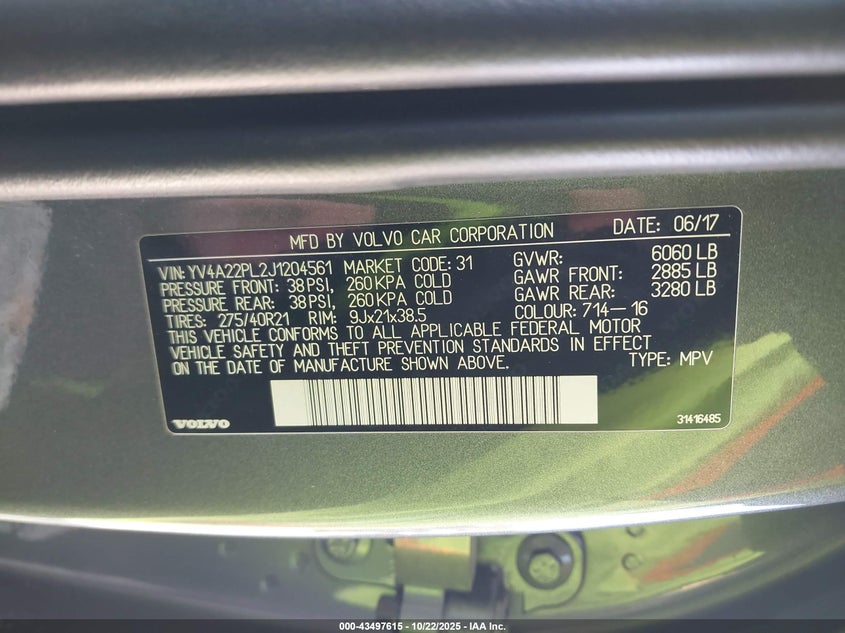 MFD BY VOLVO CAR CORPORATION DATE: 06/17
VIN: YV4A22PL2J1204561 MARKET CODE: 31 GVWR: 6060 LB
PRESSURE FRONT: 38 PSI, 260 KPA COLD GAWR FRONT: 2885 LB
PRESSURE REAR: 38 PSI, 260 KPA COLD GAWR REAR: 3280 LB
TIRES: 275/40R21 RIM: 9Jx21x38.5 COLOUR: 714-16
THIS VEHICLE CONFORMS TO ALL APPLICABLE FEDERAL MOTOR
VEHICLE SAFETY AND THEFT PREVENTION STANDARDS IN EFFECT
ON THE DATE OF MANUFACTURE SHOWN ABOVE. TYPE: MPV
VOLVO 31416485
000-43497615 - 10/22/2025 - IAA Inc.